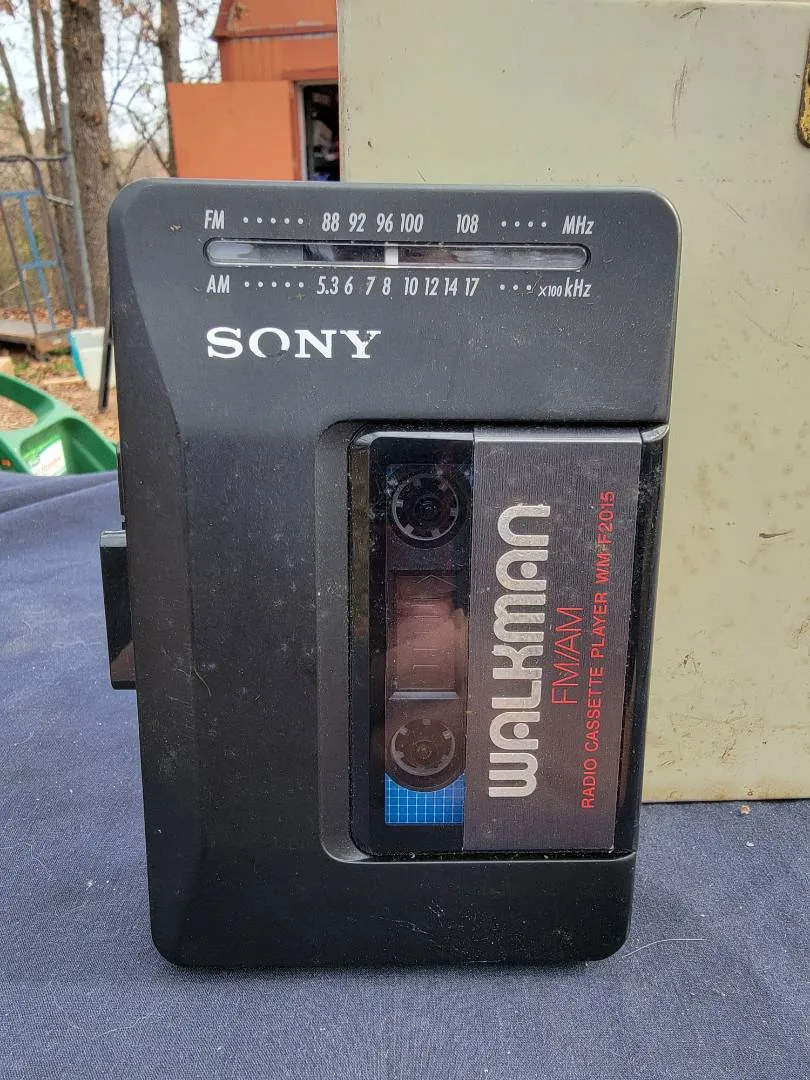 FM ····· 88 92 96 100 108 ···· MHz
AM ····· 5.3 6 7 8 10 12 14 17 ··· x100 kHz
SONY
WALKMAN
FM/AM
RADIO CASSETTE PLAYER WM-F2015